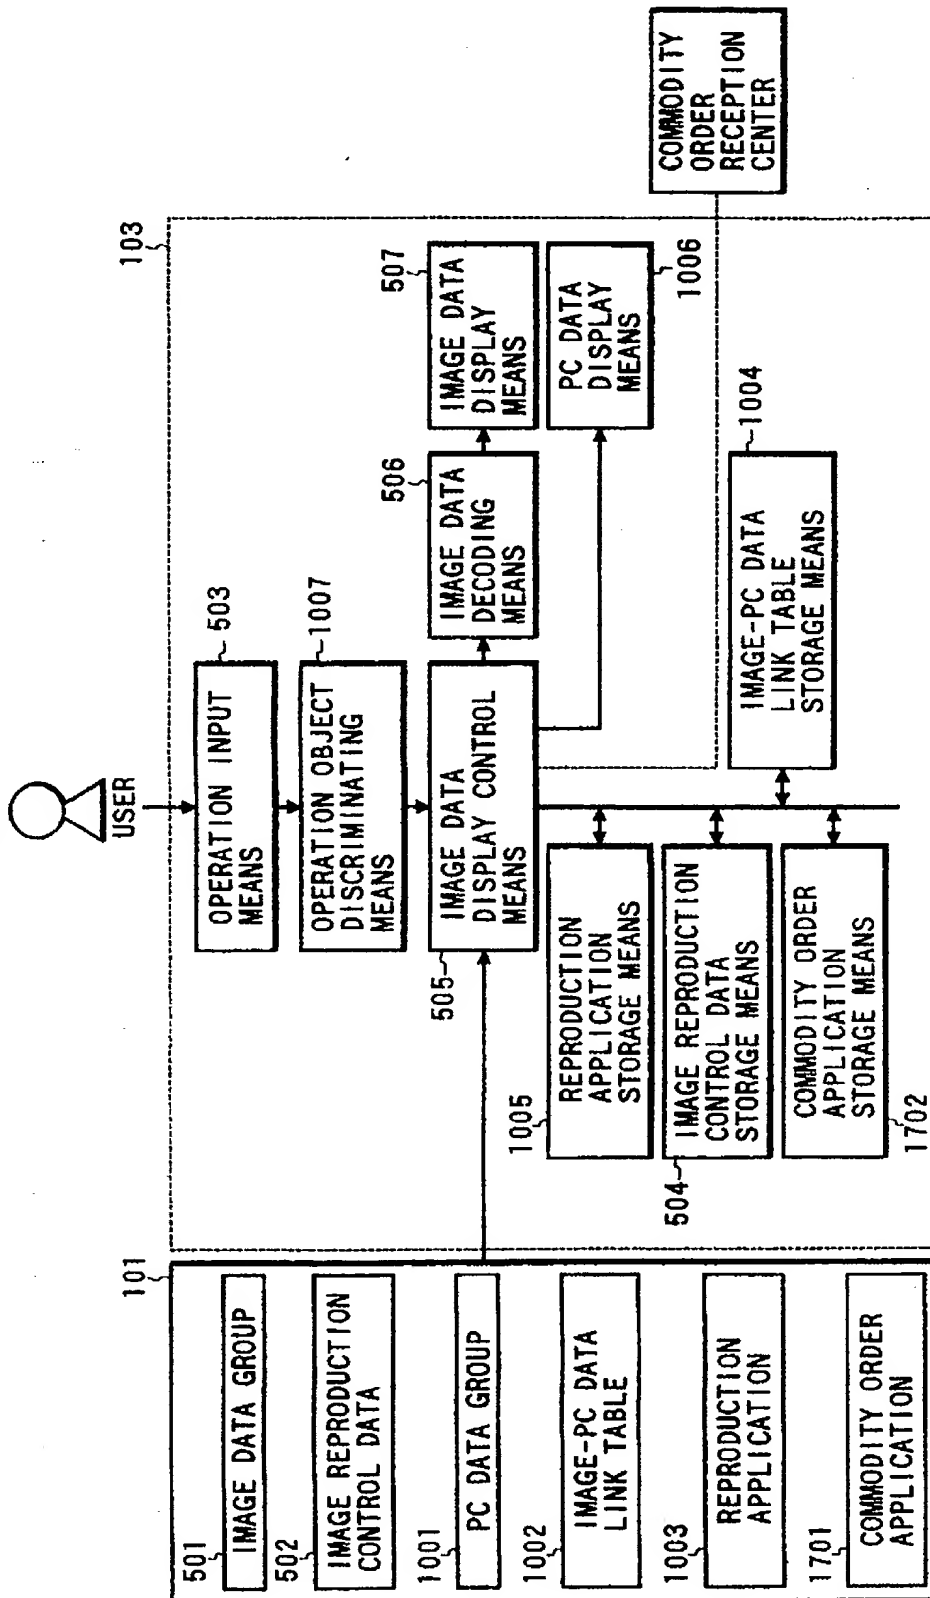 101
501
IMAGE DATA GROUP
502
IMAGE REPRODUCTION
CONTROL DATA
1001
PC DATA GROUP
1002
IMAGE-PC DATA
LINK TABLE
1003
REPRODUCTION
APPLICATION
1701
COMMODITY ORDER
APPLICATION
USER
103
503
OPERATION INPUT
MEANS
1007
OPERATION OBJECT
DISCRIMINATING
MEANS
505
IMAGE DATA
DISPLAY CONTROL
MEANS
506
IMAGE DATA
DECODING
MEANS
507
IMAGE DATA
DISPLAY
MEANS
PC DATA
DISPLAY
MEANS
1006
1005
REPRODUCTION
APPLICATION
STORAGE MEANS
504
IMAGE REPRODUCTION
CONTROL DATA
STORAGE MEANS
COMMODITY ORDER
APPLICATION
STORAGE MEANS
1702
1004
IMAGE-PC DATA
LINK TABLE
STORAGE MEANS
COMMODITY
ORDER
RECEPTION
CENTER